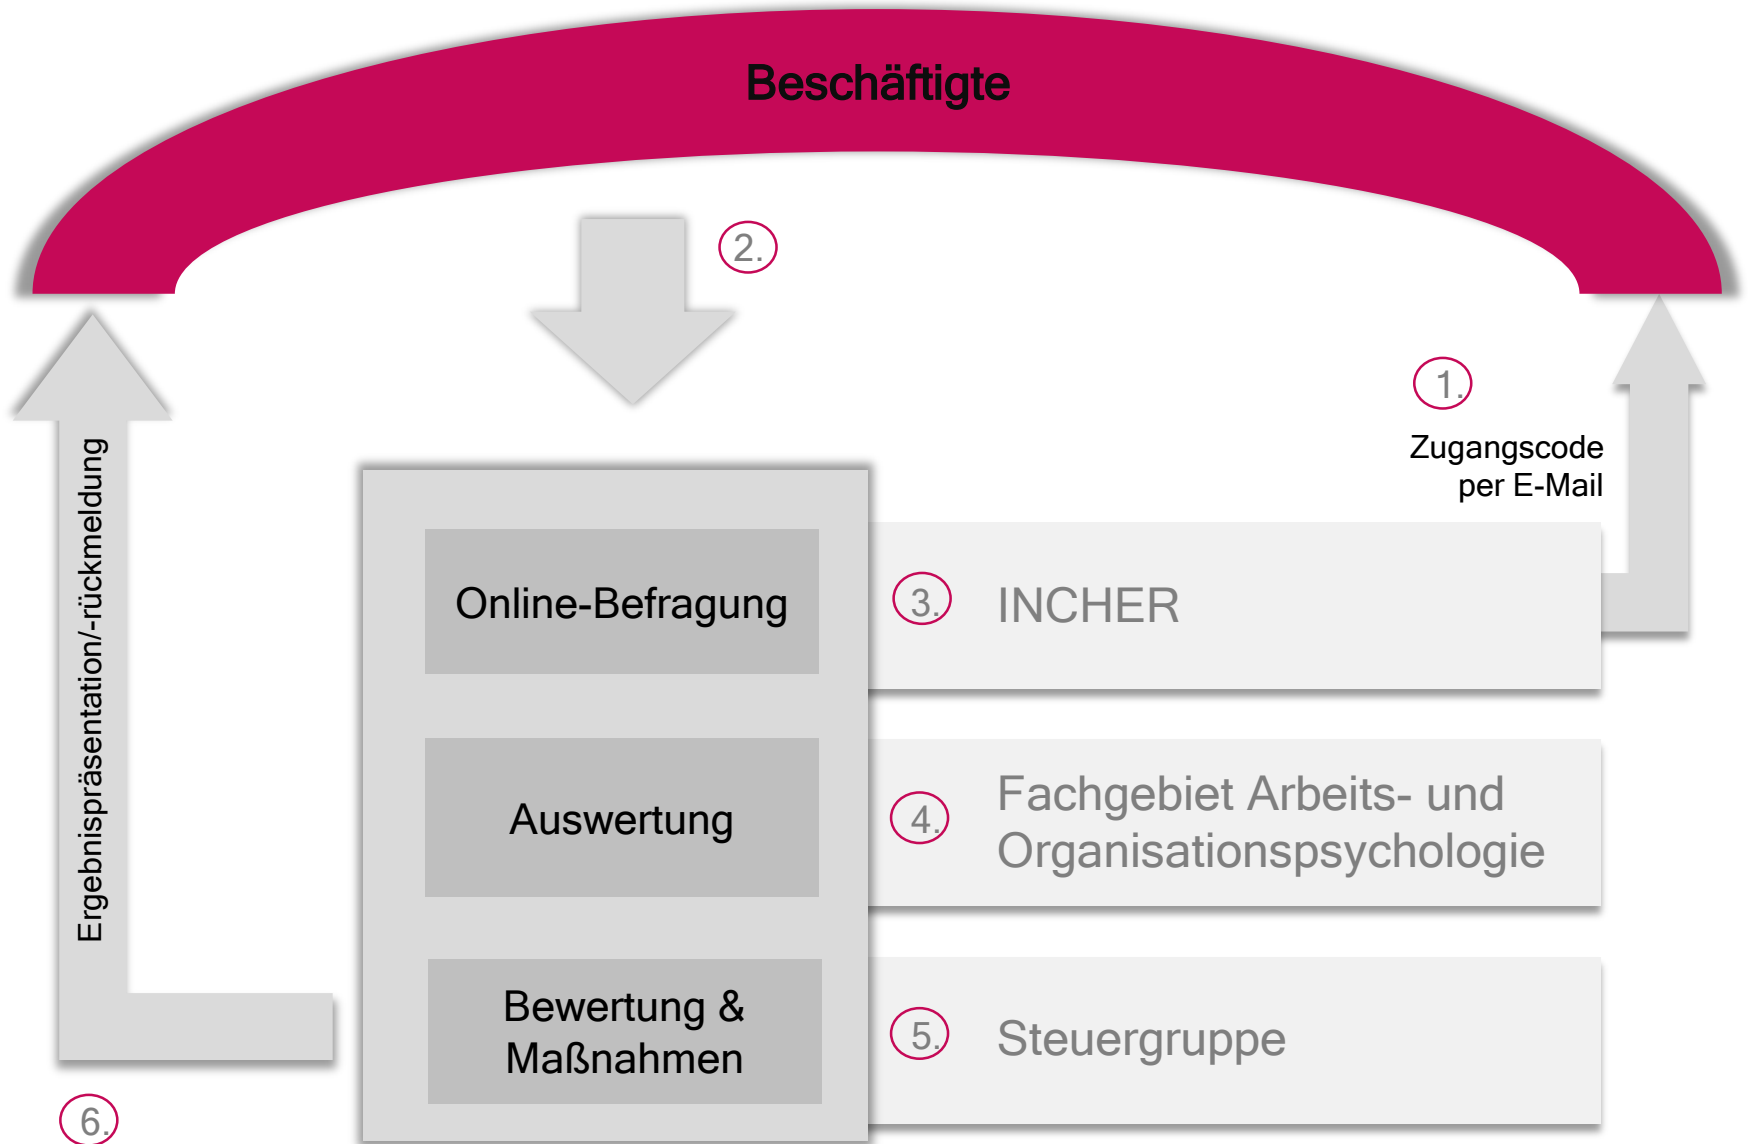 Beschäftigte
2.
1.
Zugangscode
per E-Mail
Ergebnispräsentation/-rückmeldung
Online-Befragung
3.
INCHER
Auswertung
4.
Fachgebiet Arbeits- und
Organisationspsychologie
Bewertung &
Maßnahmen
5.
Steuergruppe
6.